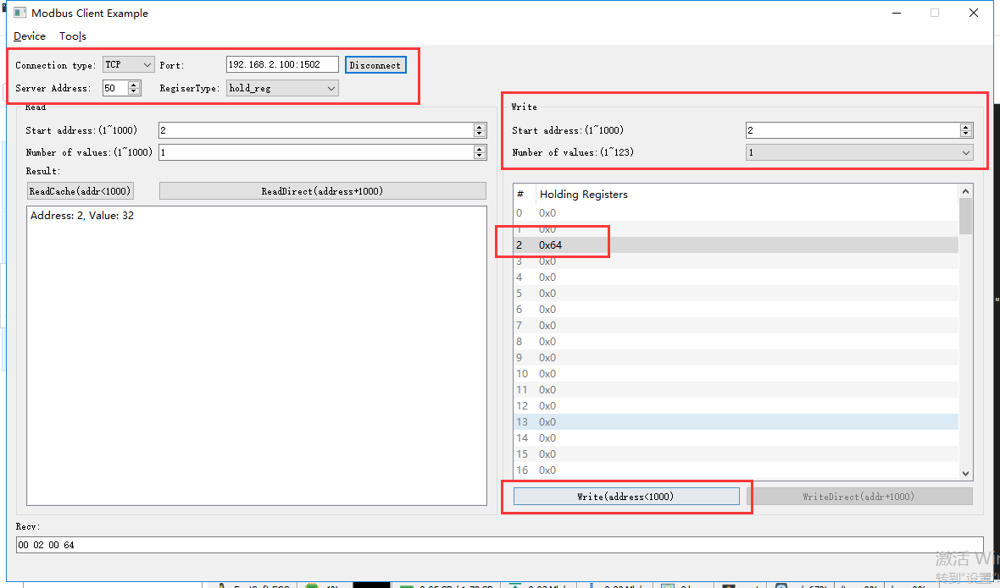 Modbus Client Example
Device Tools
Connection type: TCP Port: 192.168.2.100:1502 Disconnect
Server Address: 50 RegiserType: hold_reg
Read
Start address:(1~1000) 2
Number of values:(1~1000) 1
Result:
ReadCache(addr<1000) ReadDirect(address+1000)
Address: 2, Value: 32
Write
Start address:(1~1000) 2
Number of values:(1~123) 1
# Holding Registers
0 0x0
1 0x0
2 0x64
3 0x0
4 0x0
5 0x0
6 0x0
7 0x0
8 0x0
9 0x0
10 0x0
11 0x0
12 0x0
13 0x0
14 0x0
15 0x0
16 0x0
Write(address<1000) WriteDirect(addr+1000)
Recv:
00 02 00 64
激活 Win
转到"设置"